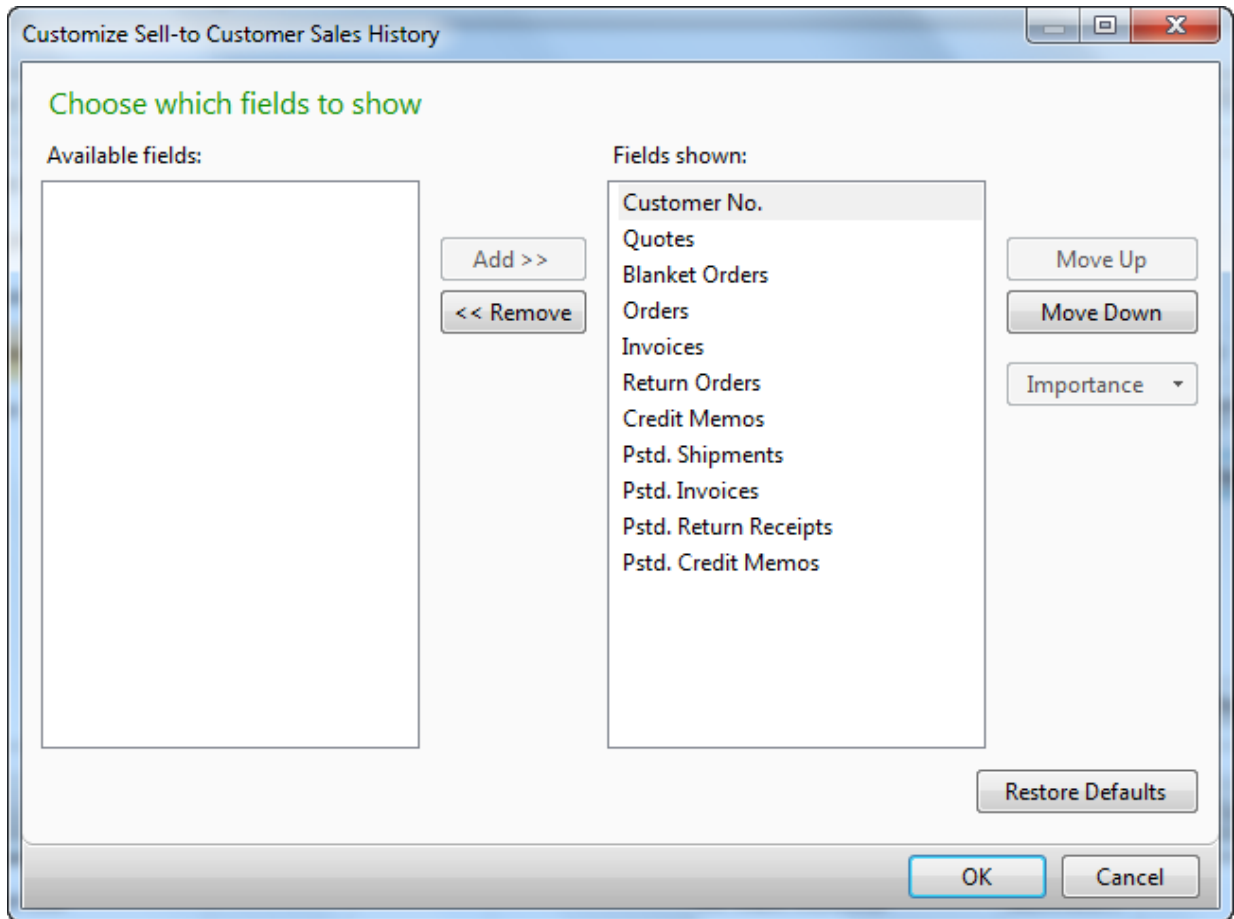 Customize Sell-to Customer Sales History
Choose which fields to show
Available fields:
Fields shown:
Customer No.
Quotes
Blanket Orders
Orders
Invoices
Return Orders
Credit Memos
Pstd. Shipments
Pstd. Invoices
Pstd. Return Receipts
Pstd. Credit Memos
Add >>
<< Remove
Move Up
Move Down
Importance
Restore Defaults
OK
Cancel